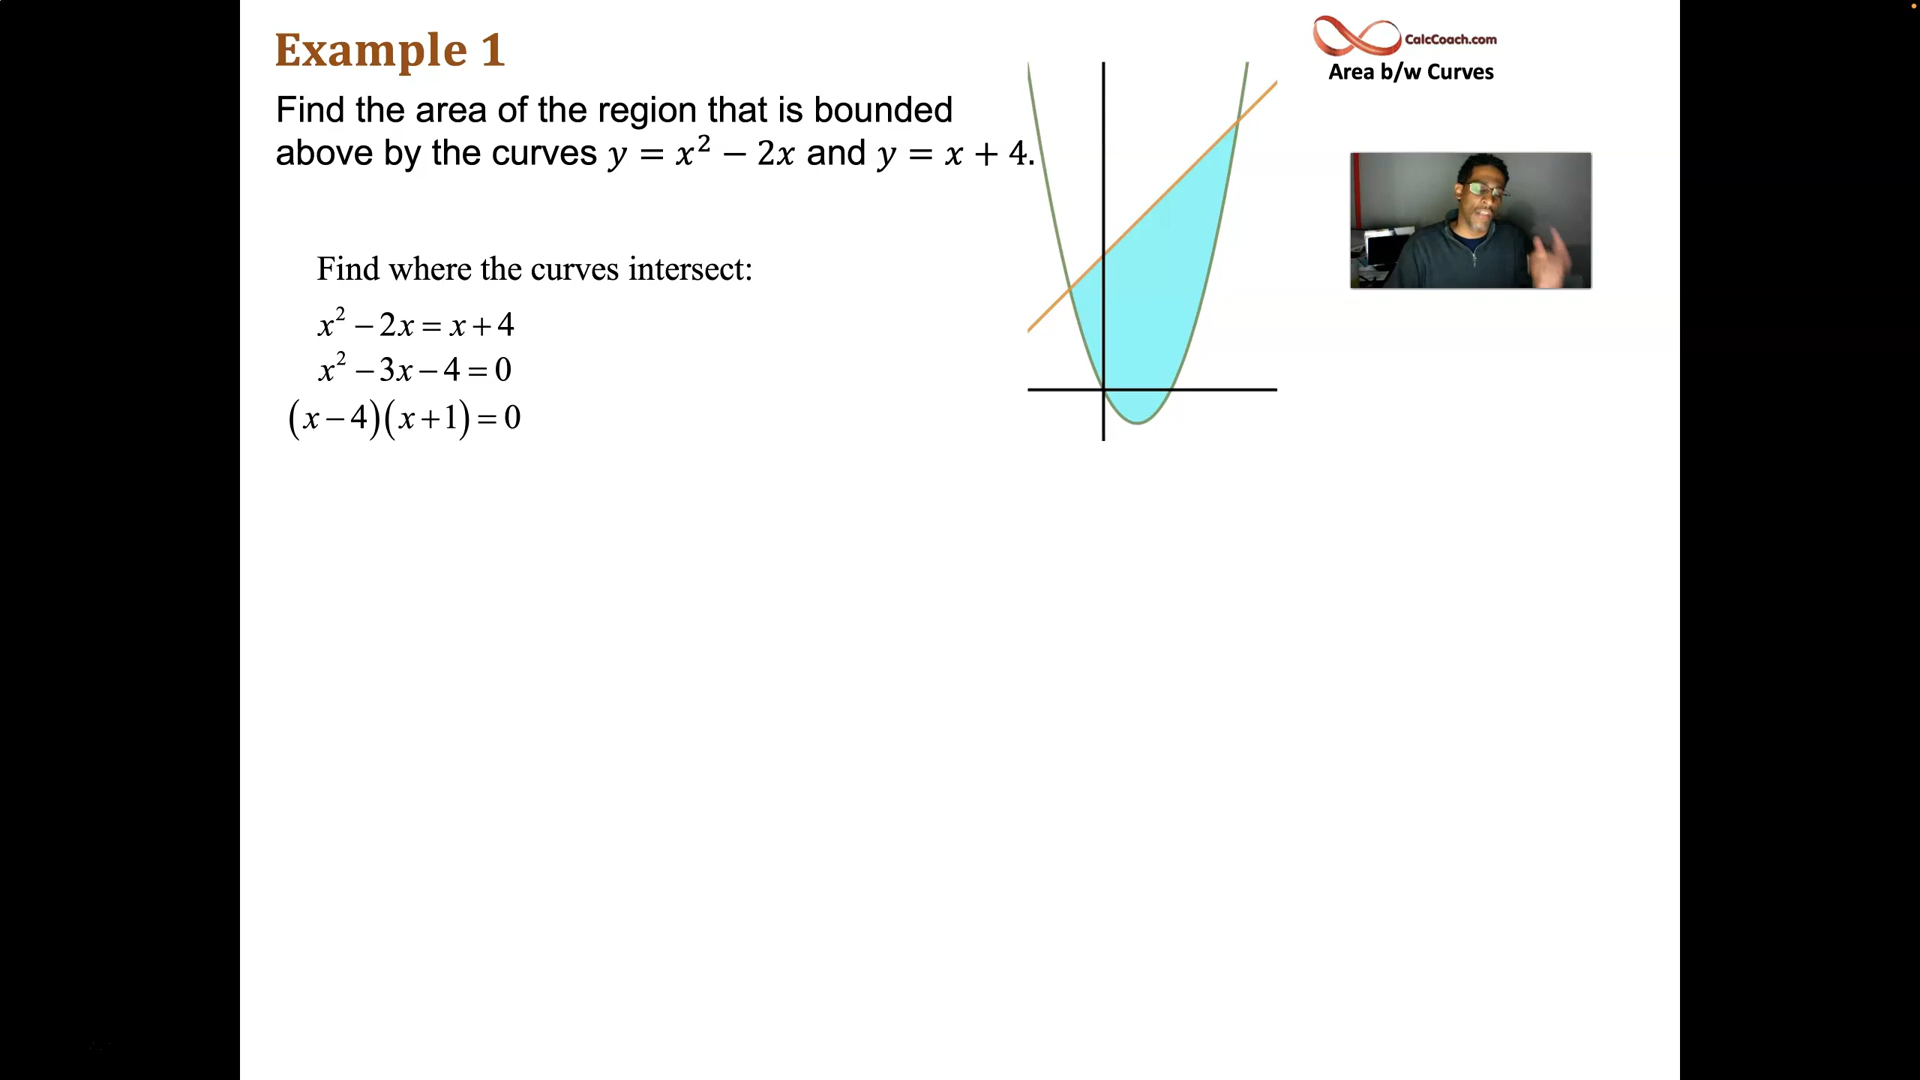 Example 1
CalcCoach.com
Area b/w Curves
Find the area of the region that is bounded
above by the curves y = x² − 2x and y = x + 4.
Find where the curves intersect:
x² − 2x = x + 4
x² − 3x − 4 = 0
(x − 4)(x + 1) = 0